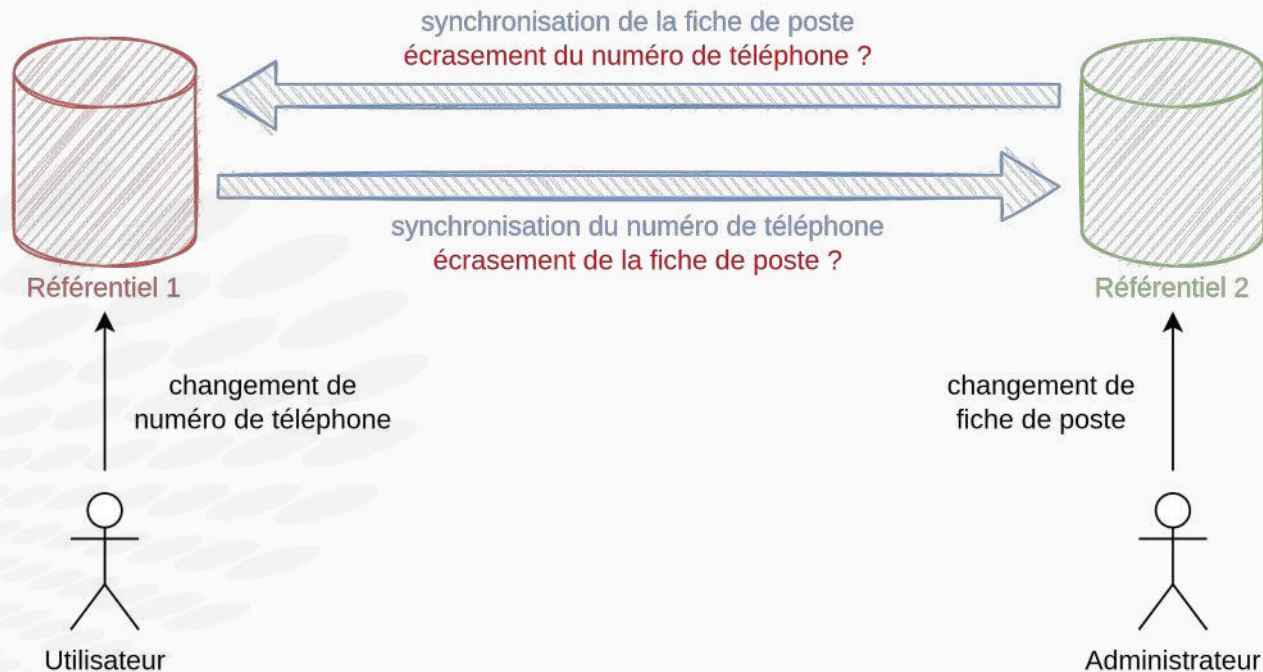 synchronisation de la fiche de poste
écrasement du numéro de téléphone ?
synchronisation du numéro de téléphone
écrasement de la fiche de poste ?
Référentiel 1
Référentiel 2
changement de
numéro de téléphone
changement de
fiche de poste
Utilisateur
Administrateur